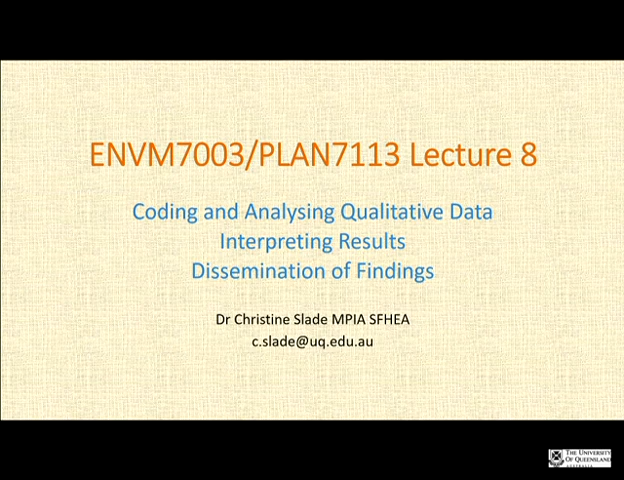 ENVM7003/PLAN7113 Lecture 8
Coding and Analysing Qualitative Data
Interpreting Results
Dissemination of Findings
Dr Christine Slade MPIA SFHEA
c.slade@uq.edu.au
THE UNIVERSITY
OF QUEENSLAND
AUSTRALIA